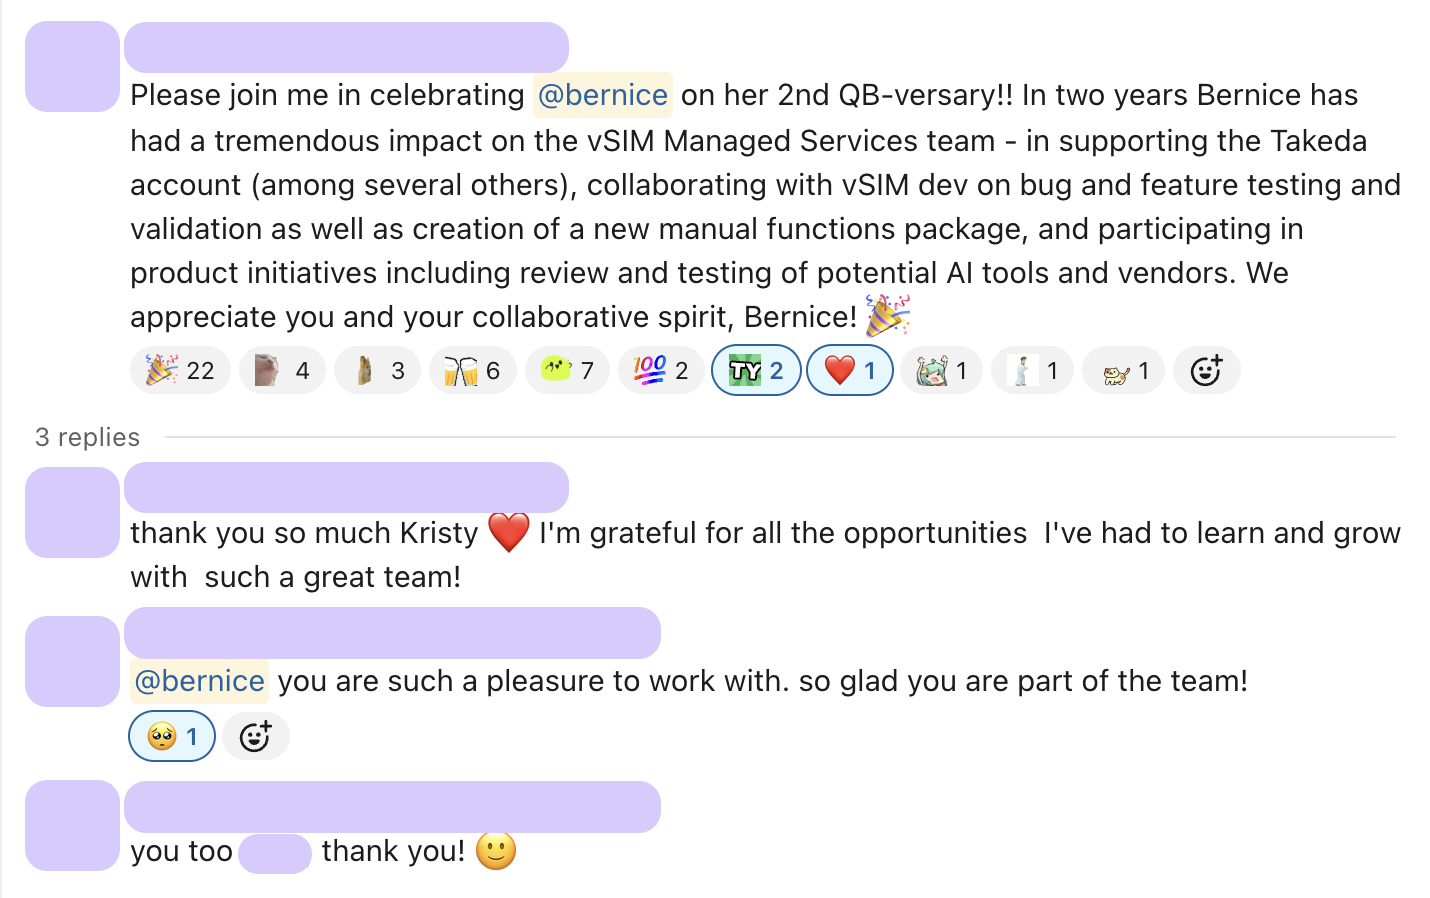 Please join me in celebrating @bernice on her 2nd QB-versary!! In two years Bernice has
had a tremendous impact on the vSIM Managed Services team - in supporting the Takeda
account (among several others), collaborating with vSIM dev on bug and feature testing and
validation as well as creation of a new manual functions package, and participating in
product initiatives including review and testing of potential AI tools and vendors. We
appreciate you and your collaborative spirit, Bernice! 🎉
22 4 3 6 7 100 2 TY 2 1 1 1 1
3 replies
thank you so much Kristy ❤️ I'm grateful for all the opportunities  I've had to learn and grow
with  such a great team!
@bernice you are such a pleasure to work with. so glad you are part of the team!
1
you too thank you! 🙂